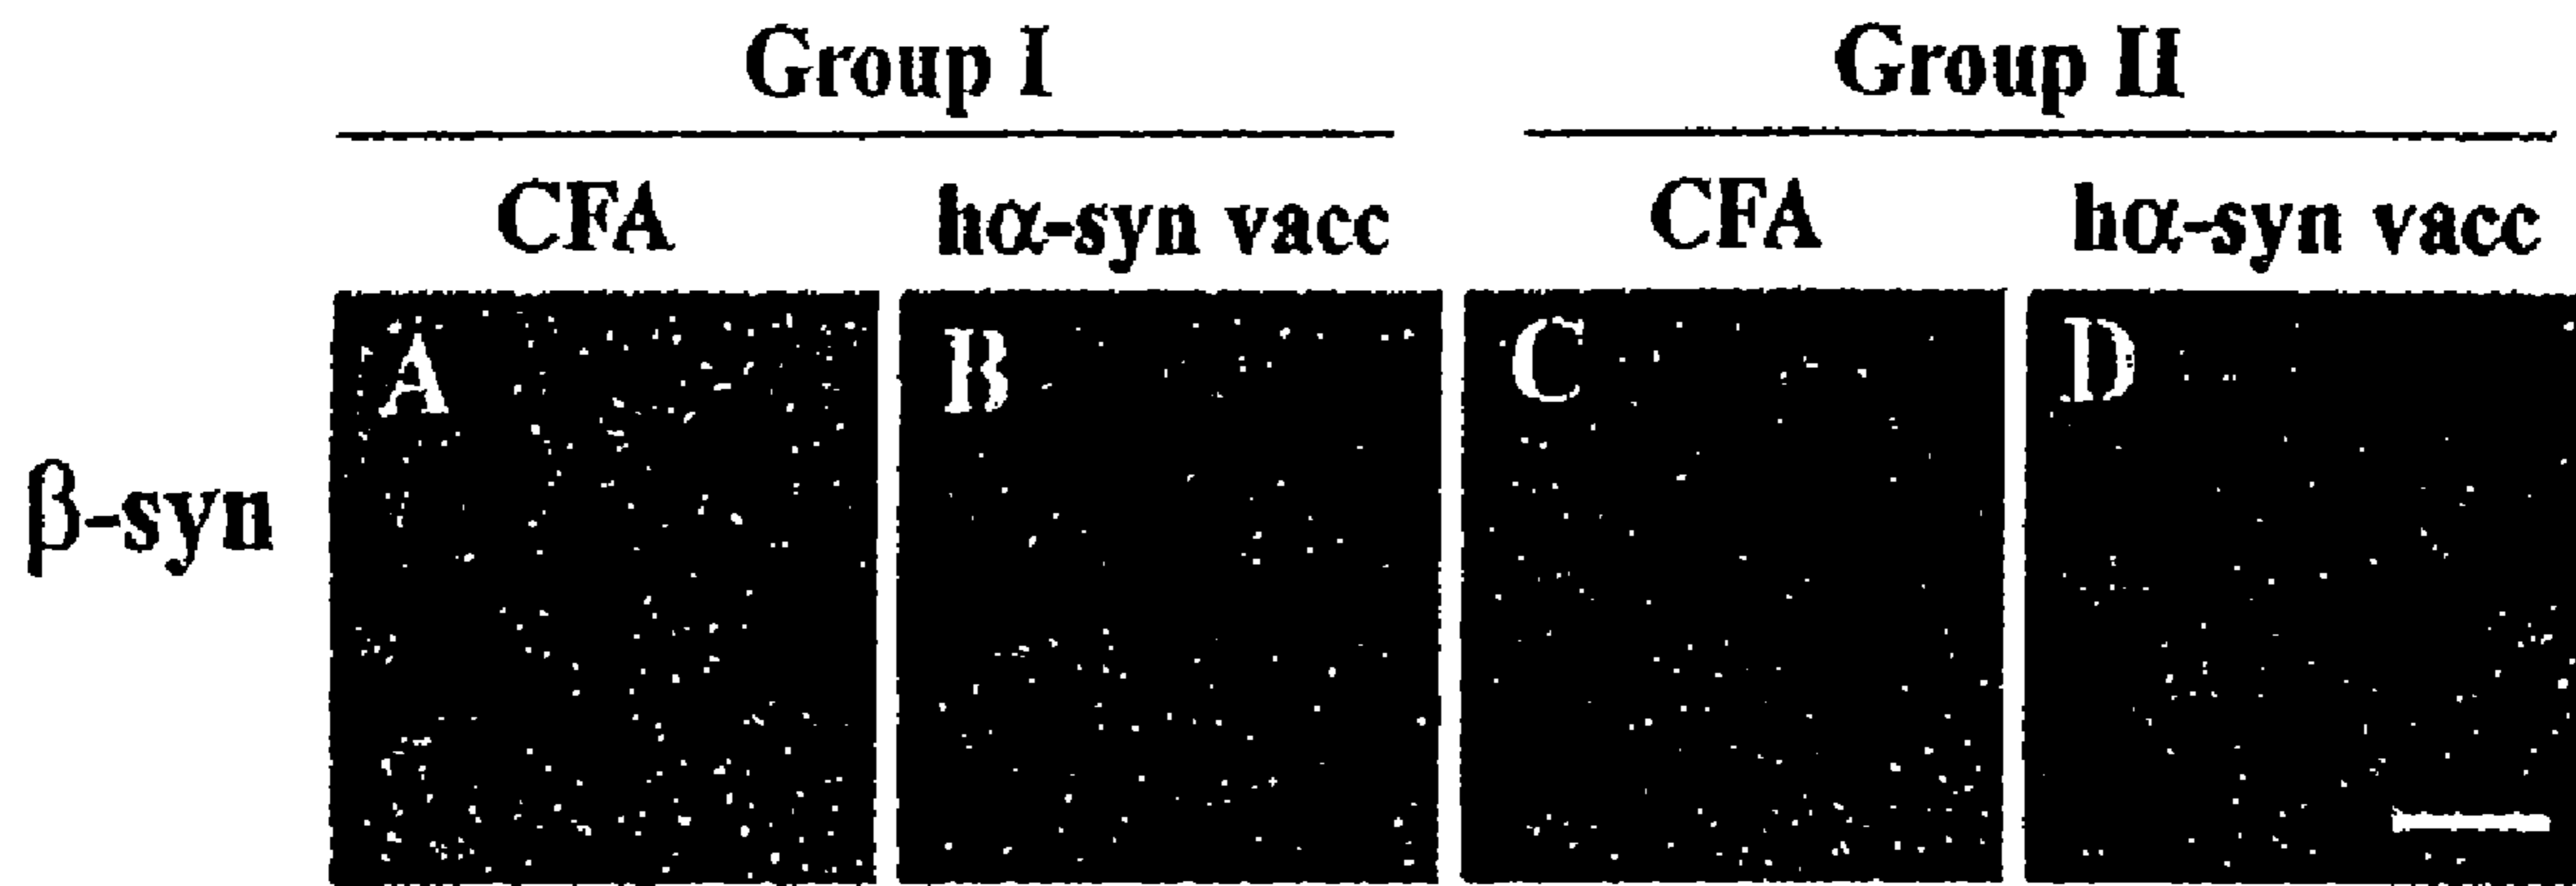 Group I Group II
CFA hα-syn vacc CFA hα-syn vacc
A B C D
β-syn